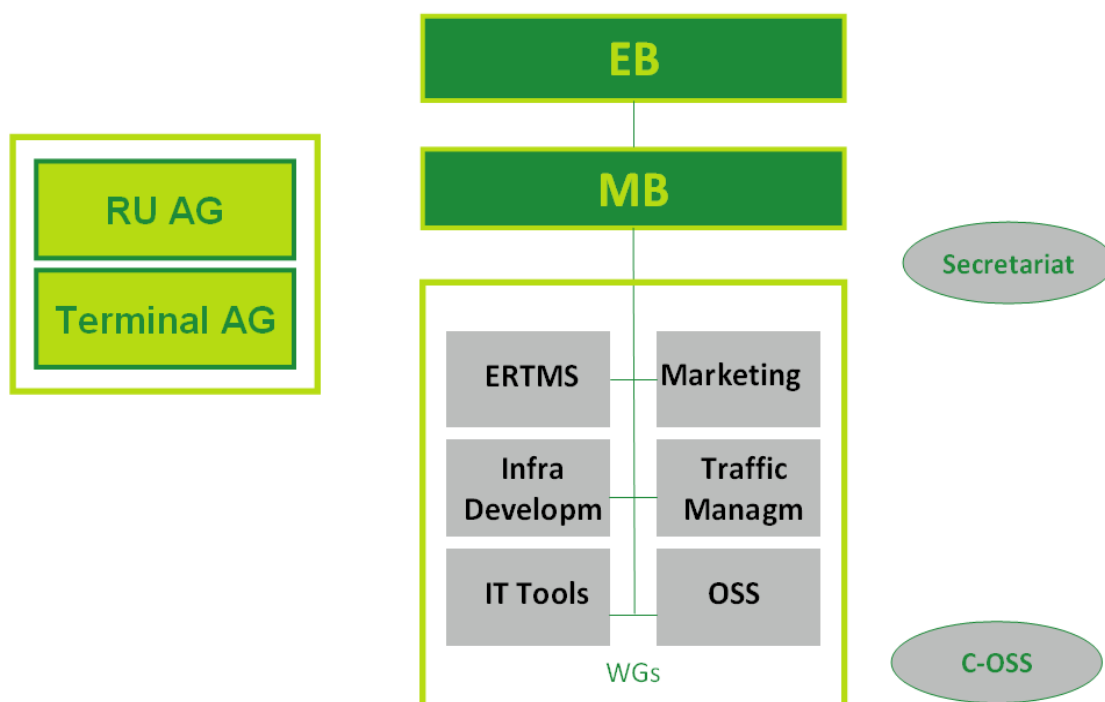 EB
MB
RU AG
Terminal AG
Secretariat
ERTMS
Marketing
Infra
Developm
Traffic
Managm
IT Tools
OSS
WGs
C-OSS